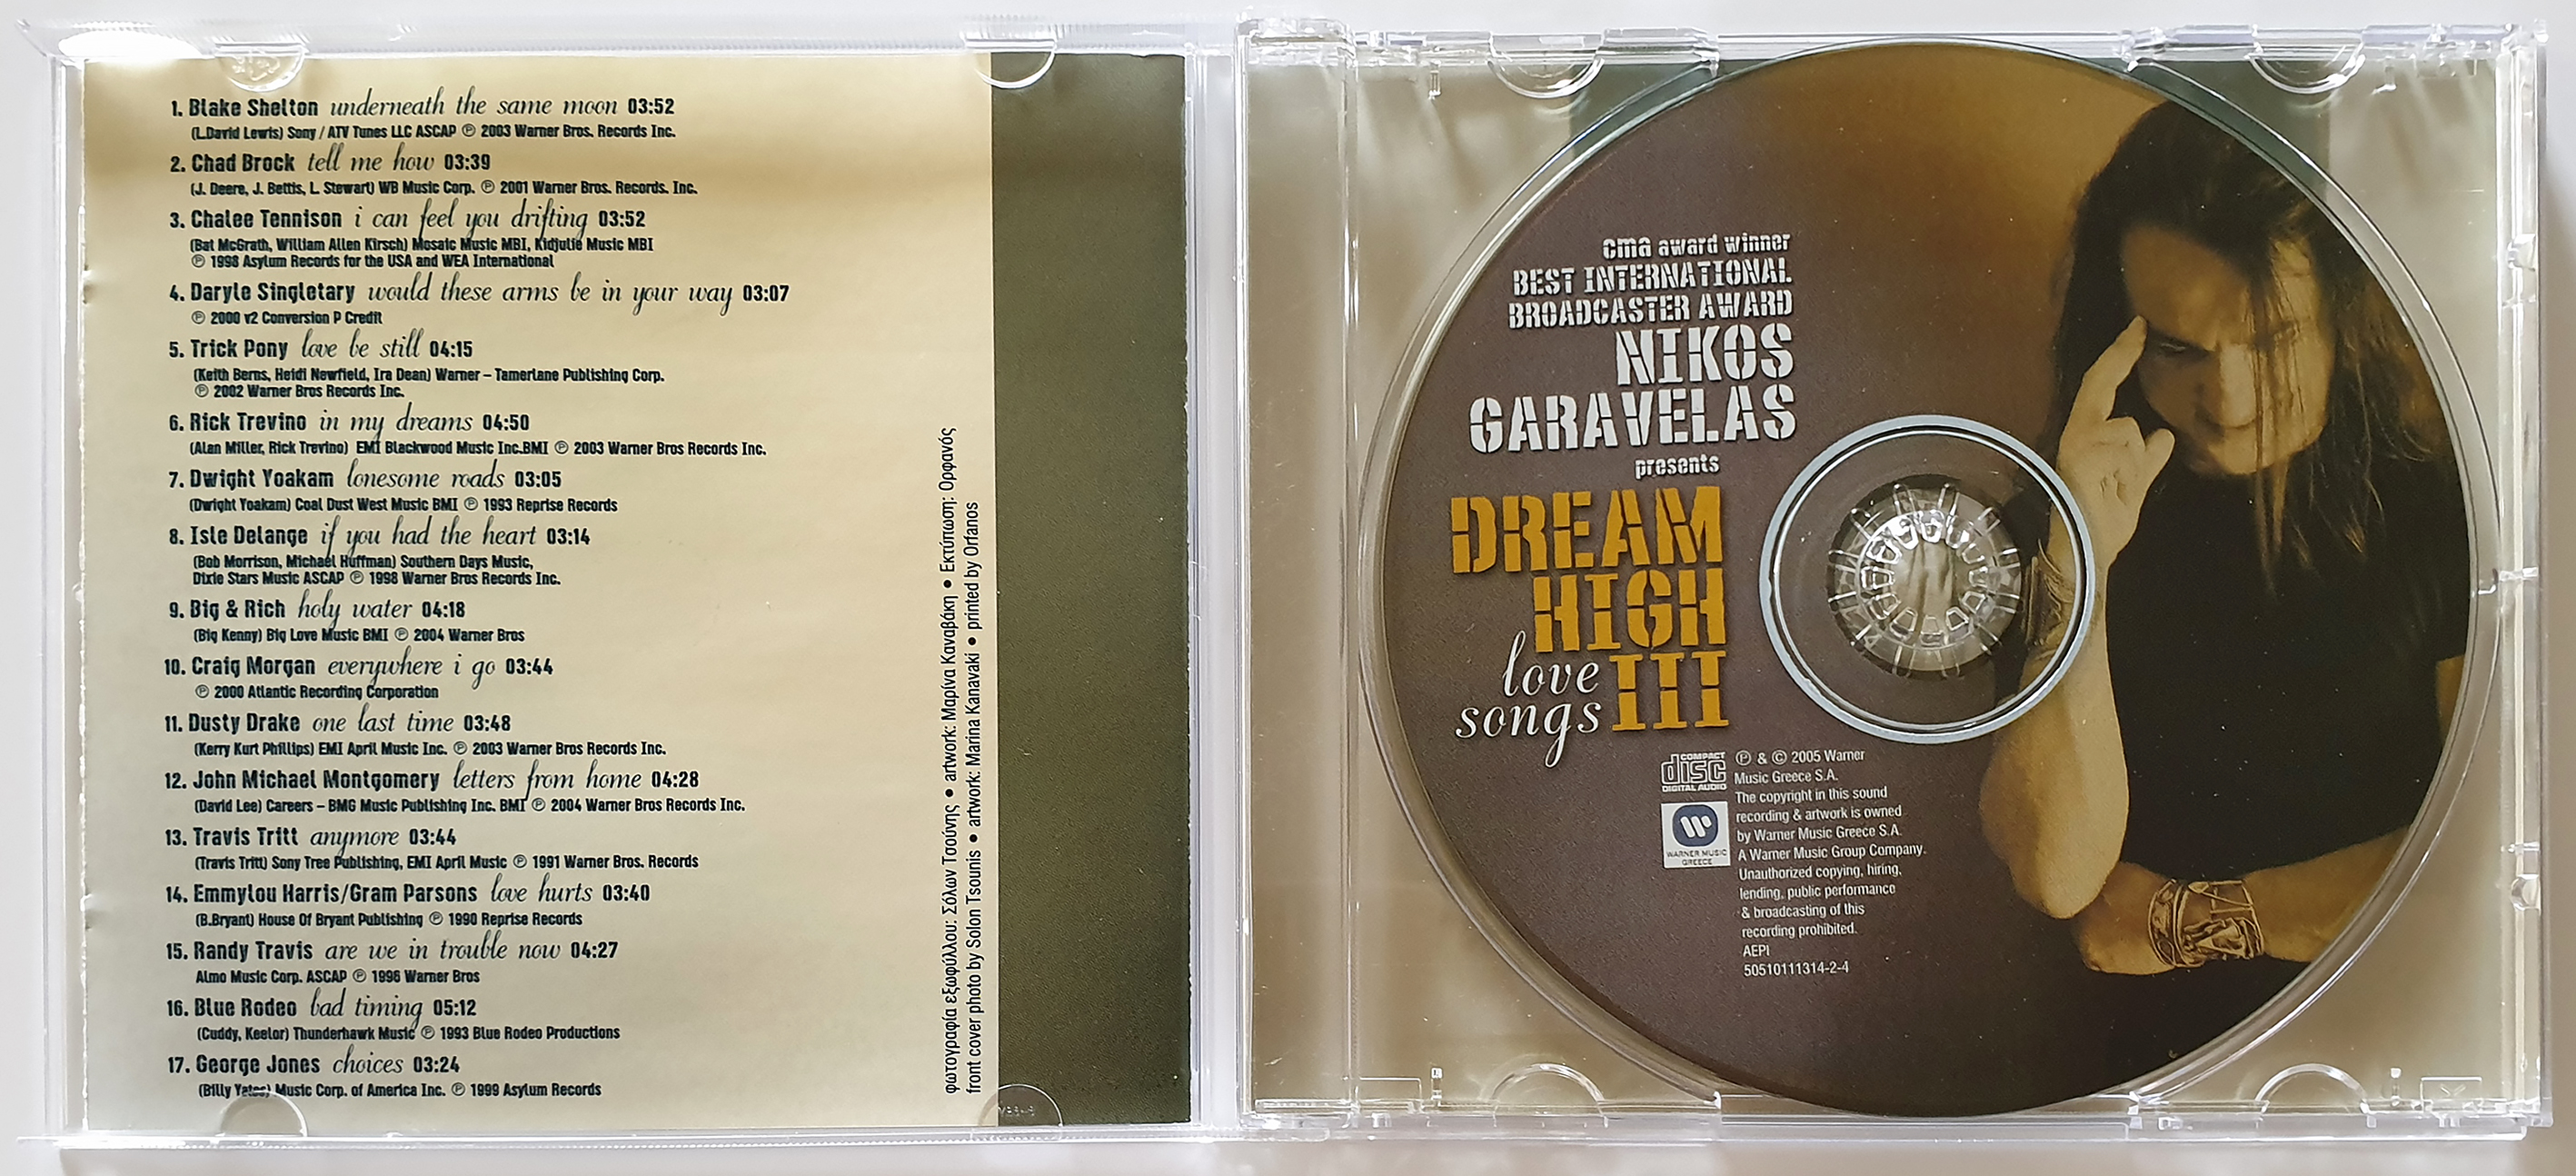 1. Blake Shelton underneath the same moon 03:52
(L.David Lewis) Sony / ATV Tunes LLC ASCAP ℗ 2003 Warner Bros. Records Inc.
2. Chad Brock tell me how 03:39
(J. Deere, J. Bettis, L. Stewart) WB Music Corp. ℗ 2001 Warner Bros. Records. Inc.
3. Chalee Tennison i can feel you drifting 03:52
(Bat McGrath, William Allen Kirsch) Mosaic Music MBI, Kidjulie Music MBI
℗ 1998 Asylum Records for the USA and WEA International
4. Daryle Singletary would these arms be in your way 03:07
℗ 2000 v2 Conversion P Credit
5. Trick Pony love be still 04:15
(Keith Berns, Heidi Newfield, Ira Dean) Warner – Tamerlane Publishing Corp.
℗ 2002 Warner Bros Records Inc.
6. Rick Trevino in my dreams 04:50
(Alan Miller, Rick Trevino) EMI Blackwood Music Inc.BMI ℗ 2003 Warner Bros Records Inc.
7. Dwight Yoakam lonesome roads 03:05
(Dwight Yoakam) Coal Dust West Music BMI ℗ 1993 Reprise Records
8. Isle Delange if you had the heart 03:14
(Bob Morrison, Michael Huffman) Southern Days Music,
Dixie Stars Music ASCAP ℗ 1998 Warner Bros Records Inc.
9. Big & Rich holy water 04:18
(Big Kenny) Big Love Music BMI ℗ 2004 Warner Bros
10. Craig Morgan everywhere i go 03:44
℗ 2000 Atlantic Recording Corporation
11. Dusty Drake one last time 03:48
(Kerry Kurt Phillips) EMI April Music Inc. ℗ 2003 Warner Bros Records Inc.
12. John Michael Montgomery letters from home 04:28
(David Lee) Careers – BMG Music Publishing Inc. BMI ℗ 2004 Warner Bros Records Inc.
13. Travis Tritt anymore 03:44
(Travis Tritt) Sony Tree Publishing, EMI April Music ℗ 1991 Warner Bros. Records
14. Emmylou Harris/Gram Parsons love hurts 03:40
(B.Bryant) House Of Bryant Publishing ℗ 1990 Reprise Records
15. Randy Travis are we in trouble now 04:27
Almo Music Corp. ASCAP ℗ 1996 Warner Bros
16. Blue Rodeo bad timing 05:12
(Cuddy, Keelor) Thunderhawk Music ℗ 1993 Blue Rodeo Productions
17. George Jones choices 03:24
(Billy Yates) Music Corp. of America Inc. ℗ 1999 Asylum Records
φωτογραφία εξωφύλλου: Σόλων Τσούνης • artwork: Μαρίνα Καναβάκη • Εκτύπωση: Ορφανός
front cover photo by Solon Tsounis • artwork: Marina Kanavaki • printed by Orfanos
cma award winner
BEST INTERNATIONAL
BROADCASTER AWARD
NIKOS
GARAVELAS
presents
DREAM
HIGH
love
songs III
COMPACT
disc
DIGITAL AUDIO
WARNER MUSIC
GREECE
℗ & © 2005 Warner
Music Greece S.A.
The copyright in this sound
recording & artwork is owned
by Warner Music Greece S.A.
A Warner Music Group Company.
Unauthorized copying, hiring,
lending, public performance
& broadcasting of this
recording prohibited.
AEPI
50510111314-2-4